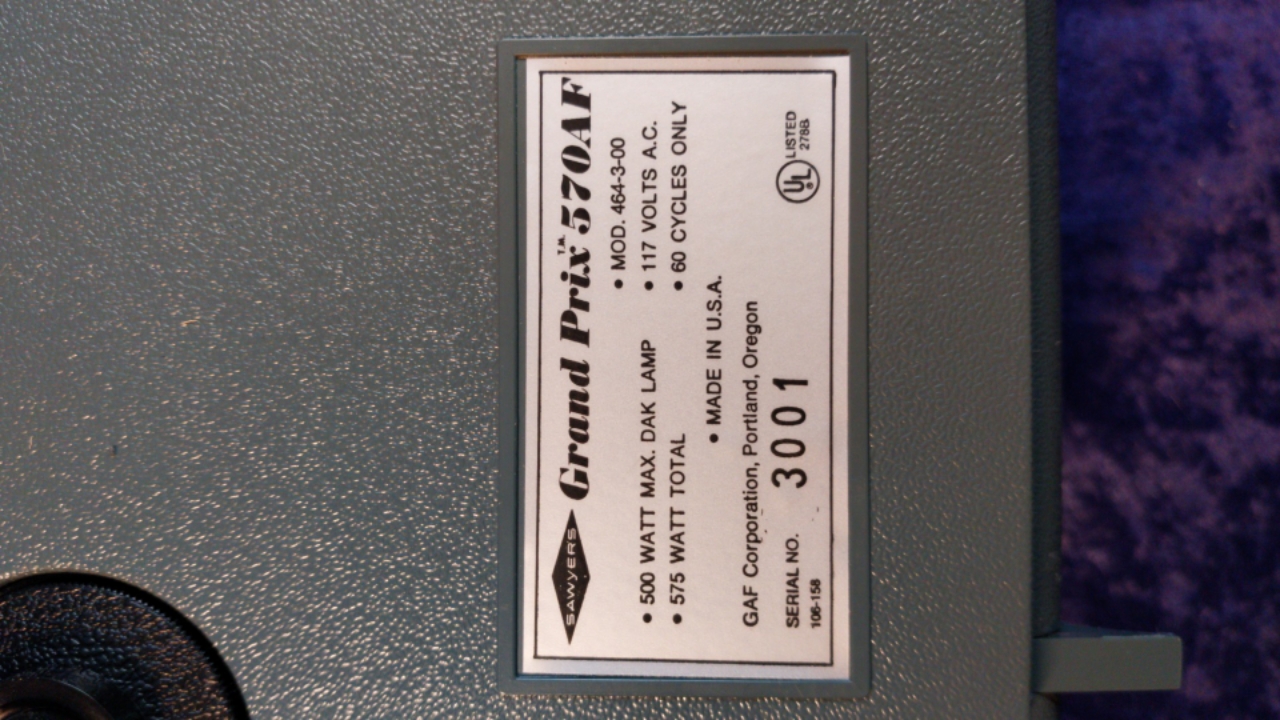 SAWYERS Grand Prix™ 570AF
• MOD. 464-3-00
• 500 WATT MAX. DAK LAMP • 117 VOLTS A.C.
• 575 WATT TOTAL • 60 CYCLES ONLY
• MADE IN U.S.A.
GAF Corporation, Portland, Oregon
SERIAL NO. 3001
106-158
UL LISTED
278B